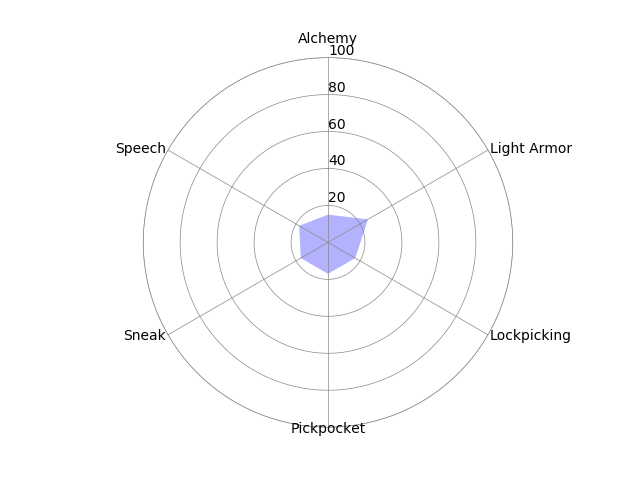 Alchemy
100
80
60
40
20
Speech
Light Armor
Sneak
Lockpicking
Pickpocket